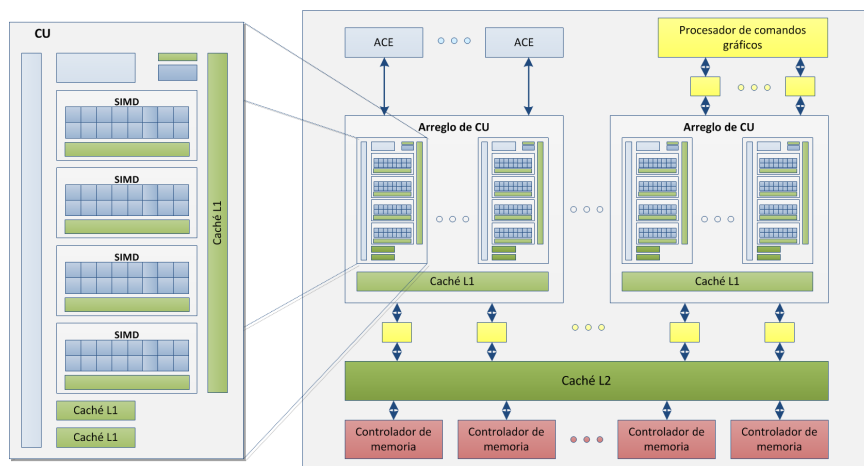 CU
SIMD
SIMD
SIMD
SIMD
Caché L1
Caché L1
Caché L1
ACE
ACE
Procesador de comandos
gráficos
Arreglo de CU
Arreglo de CU
Caché L1
Caché L1
Caché L2
Controlador de
memoria
Controlador de
memoria
Controlador de
memoria
Controlador de
memoria